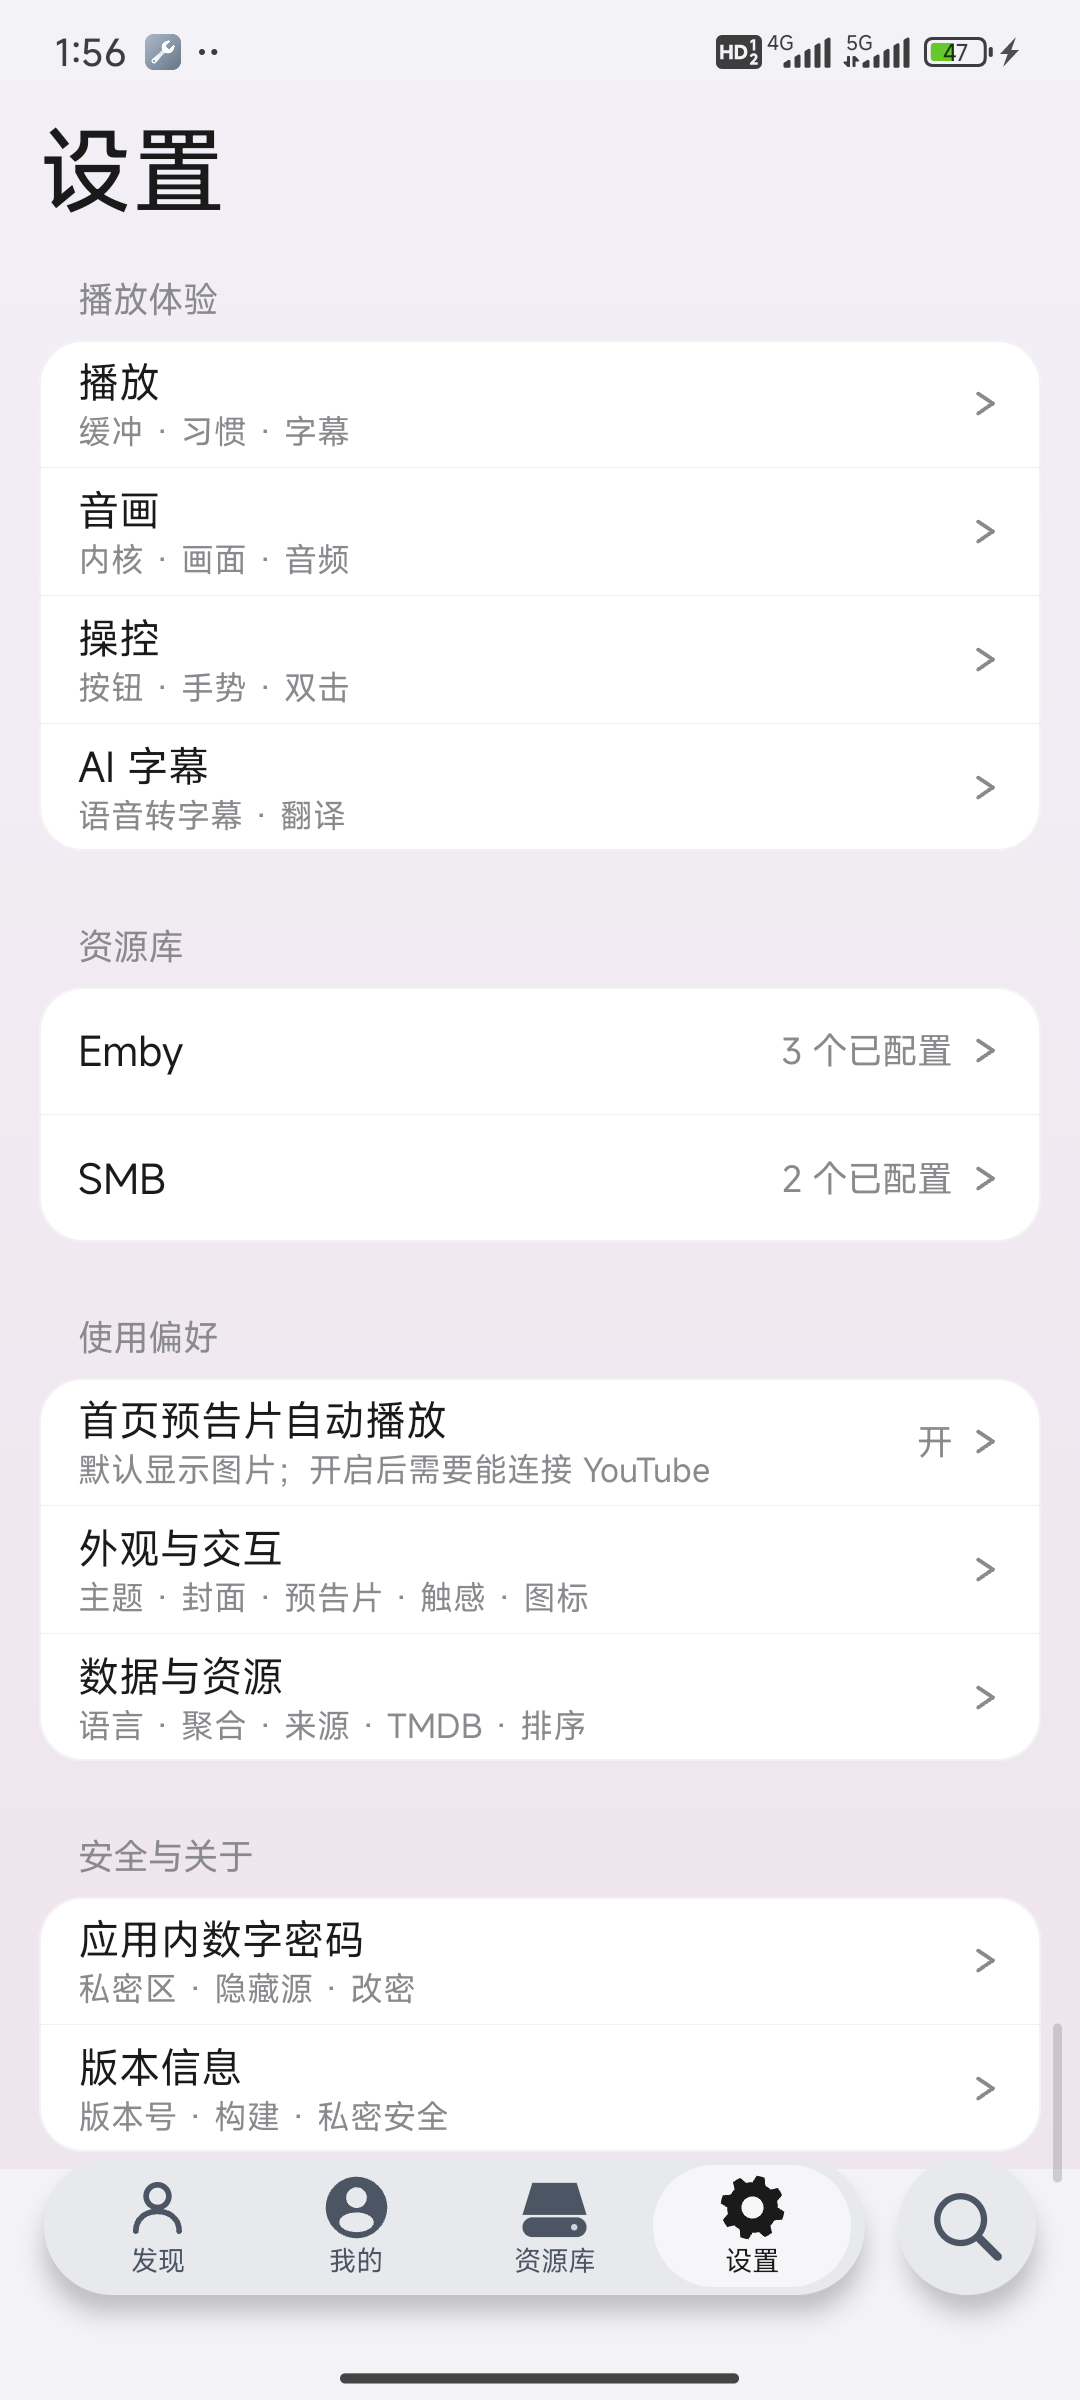 1:56
HD 1 2 4G 5G 47
设置
播放体验
播放
缓冲 · 习惯 · 字幕
音画
内核 · 画面 · 音频
操控
按钮 · 手势 · 双击
AI 字幕
语音转字幕 · 翻译
资源库
Emby 3 个已配置
SMB 2 个已配置
使用偏好
首页预告片自动播放
默认显示图片；开启后需要能连接 YouTube
开
外观与交互
主题 · 封面 · 预告片 · 触感 · 图标
数据与资源
语言 · 聚合 · 来源 · TMDB · 排序
安全与关于
应用内数字密码
私密区 · 隐藏源 · 改密
版本信息
版本号 · 构建 · 私密安全
发现 我的 资源库 设置